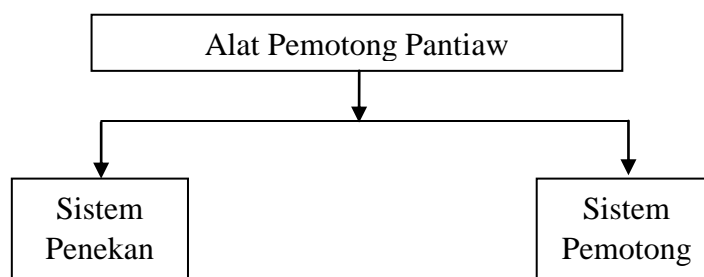 Alat Pemotong Pantiaw
Sistem
Penekan
Sistem
Pemotong